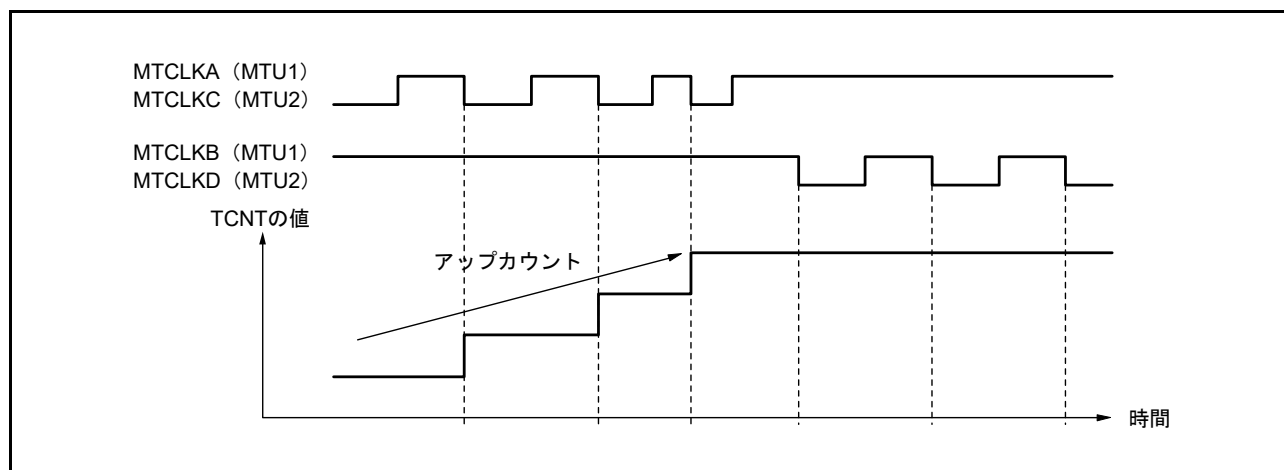 MTCLKA（MTU1）
MTCLKC（MTU2）
MTCLKB（MTU1）
MTCLKD（MTU2）
TCNTの値
アップカウント
時間